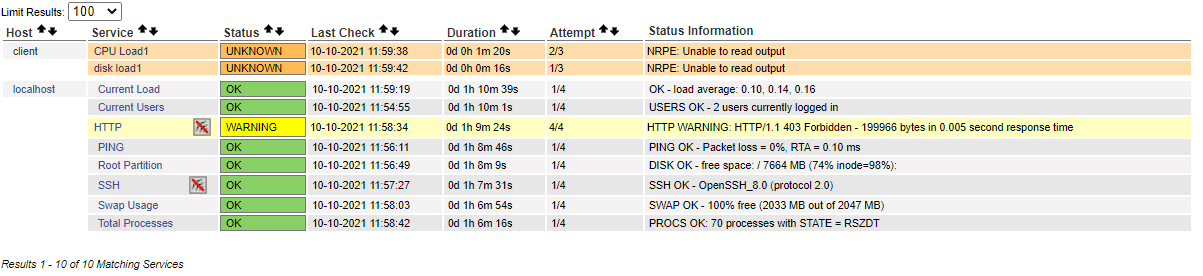 Limit Results: 100
Host Service Status Last Check Duration Attempt Status Information
client CPU Load1 UNKNOWN 10-10-2021 11:59:38 0d 0h 1m 20s 2/3 NRPE: Unable to read output
disk load1 UNKNOWN 10-10-2021 11:59:42 0d 0h 0m 16s 1/3 NRPE: Unable to read output
localhost Current Load OK 10-10-2021 11:59:19 0d 1h 10m 39s 1/4 OK - load average: 0.10, 0.14, 0.16
Current Users OK 10-10-2021 11:54:55 0d 1h 10m 1s 1/4 USERS OK - 2 users currently logged in
HTTP WARNING 10-10-2021 11:58:34 0d 1h 9m 24s 4/4 HTTP WARNING: HTTP/1.1 403 Forbidden - 199966 bytes in 0.005 second response time
PING OK 10-10-2021 11:56:11 0d 1h 8m 46s 1/4 PING OK - Packet loss = 0%, RTA = 0.10 ms
Root Partition OK 10-10-2021 11:56:49 0d 1h 8m 9s 1/4 DISK OK - free space: / 7664 MB (74% inode=98%):
SSH OK 10-10-2021 11:57:27 0d 1h 7m 31s 1/4 SSH OK - OpenSSH_8.0 (protocol 2.0)
Swap Usage OK 10-10-2021 11:58:03 0d 1h 6m 54s 1/4 SWAP OK - 100% free (2033 MB out of 2047 MB)
Total Processes OK 10-10-2021 11:58:42 0d 1h 6m 16s 1/4 PROCS OK: 70 processes with STATE = RSZDT
Results 1 - 10 of 10 Matching Services